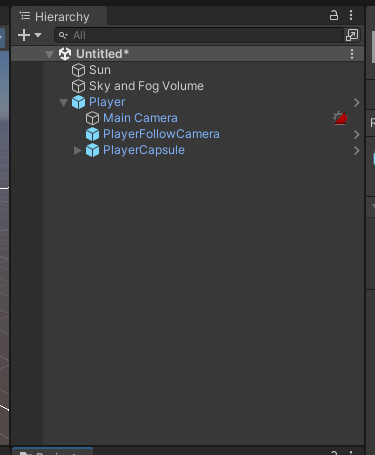 Hierarchy
All
Untitled*
Sun
Sky and Fog Volume
Player
Main Camera
PlayerFollowCamera
PlayerCapsule